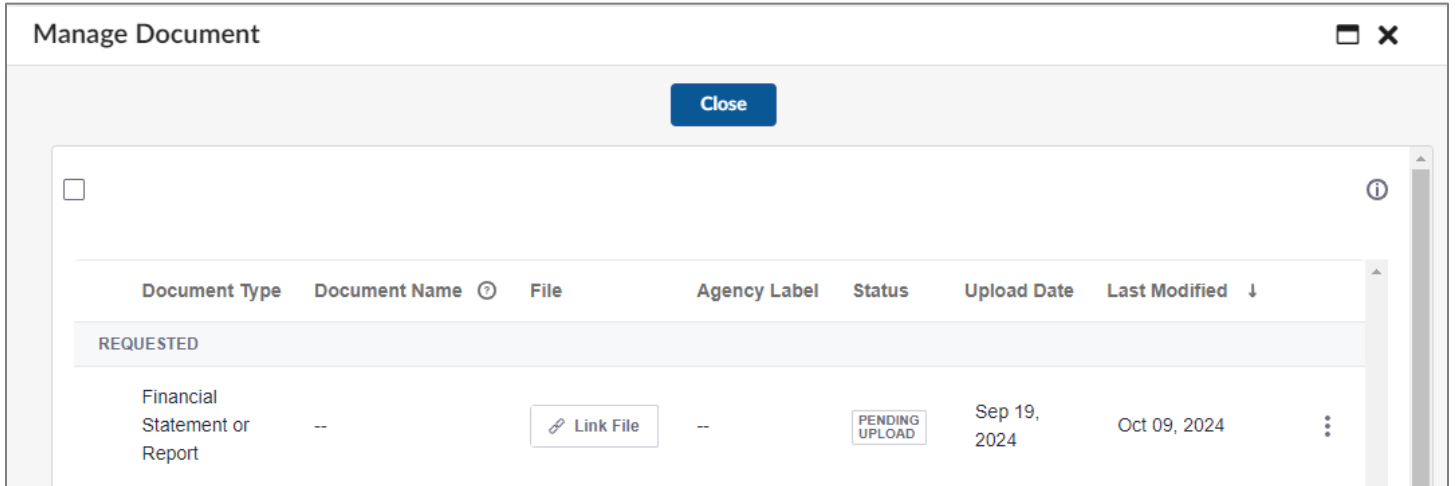 Manage Document
Close
Document Type Document Name File Agency Label Status Upload Date Last Modified ↓
REQUESTED
Financial
Statement or
Report
--
Link File
--
PENDING
UPLOAD
Sep 19,
2024
Oct 09, 2024